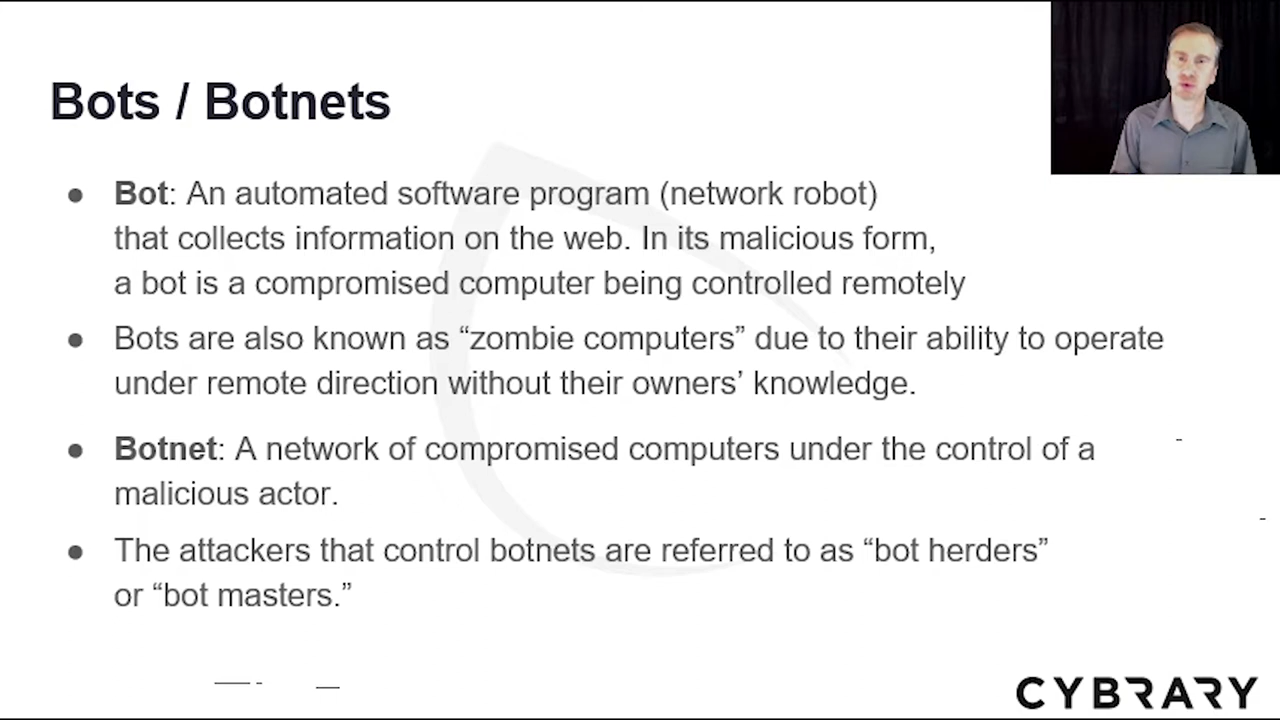 Bots / Botnets
● Bot: An automated software program (network robot)
that collects information on the web. In its malicious form,
a bot is a compromised computer being controlled remotely
● Bots are also known as “zombie computers” due to their ability to operate
under remote direction without their owners’ knowledge.
● Botnet: A network of compromised computers under the control of a
malicious actor.
● The attackers that control botnets are referred to as “bot herders”
or “bot masters.”
CYBRARY